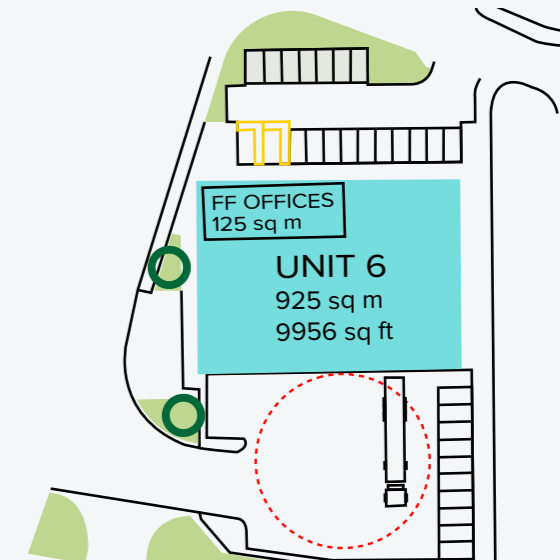 FF OFFICES
125 sq m
UNIT 6
925 sq m
9956 sq ft